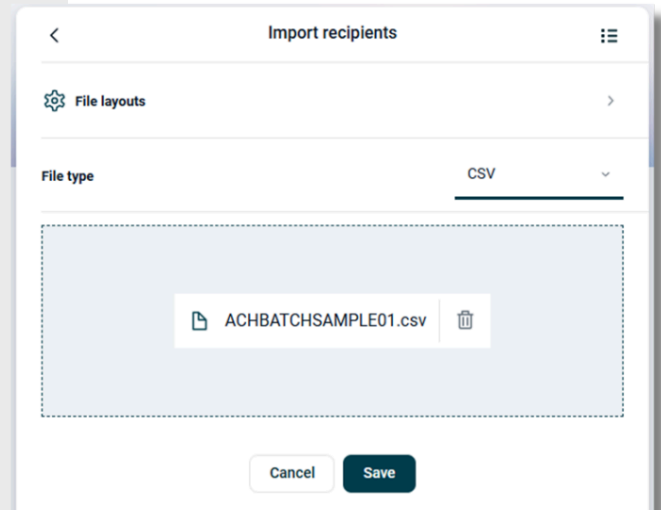 Import recipients
File layouts
File type
CSV
ACHBATCHSAMPLE01.csv
Cancel
Save